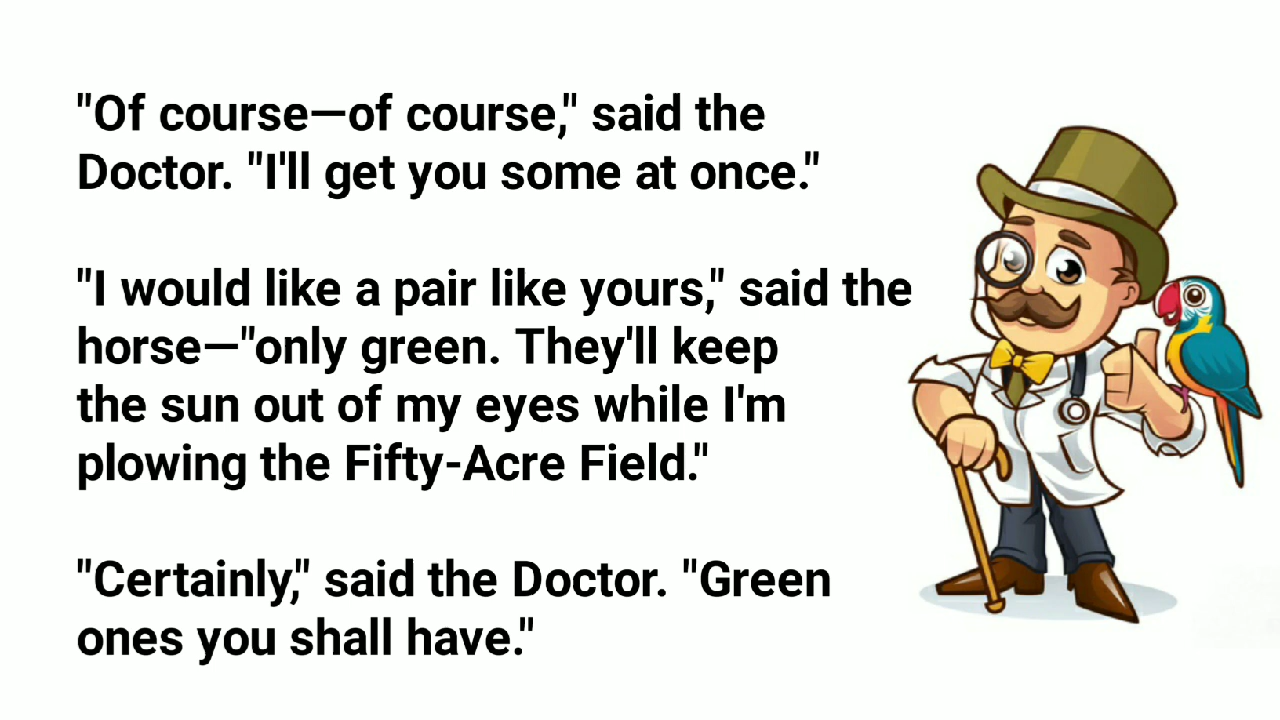 "Of course—of course," said the
Doctor. "I'll get you some at once."
"I would like a pair like yours," said the
horse—"only green. They'll keep
the sun out of my eyes while I'm
plowing the Fifty-Acre Field."
"Certainly," said the Doctor. "Green
ones you shall have."